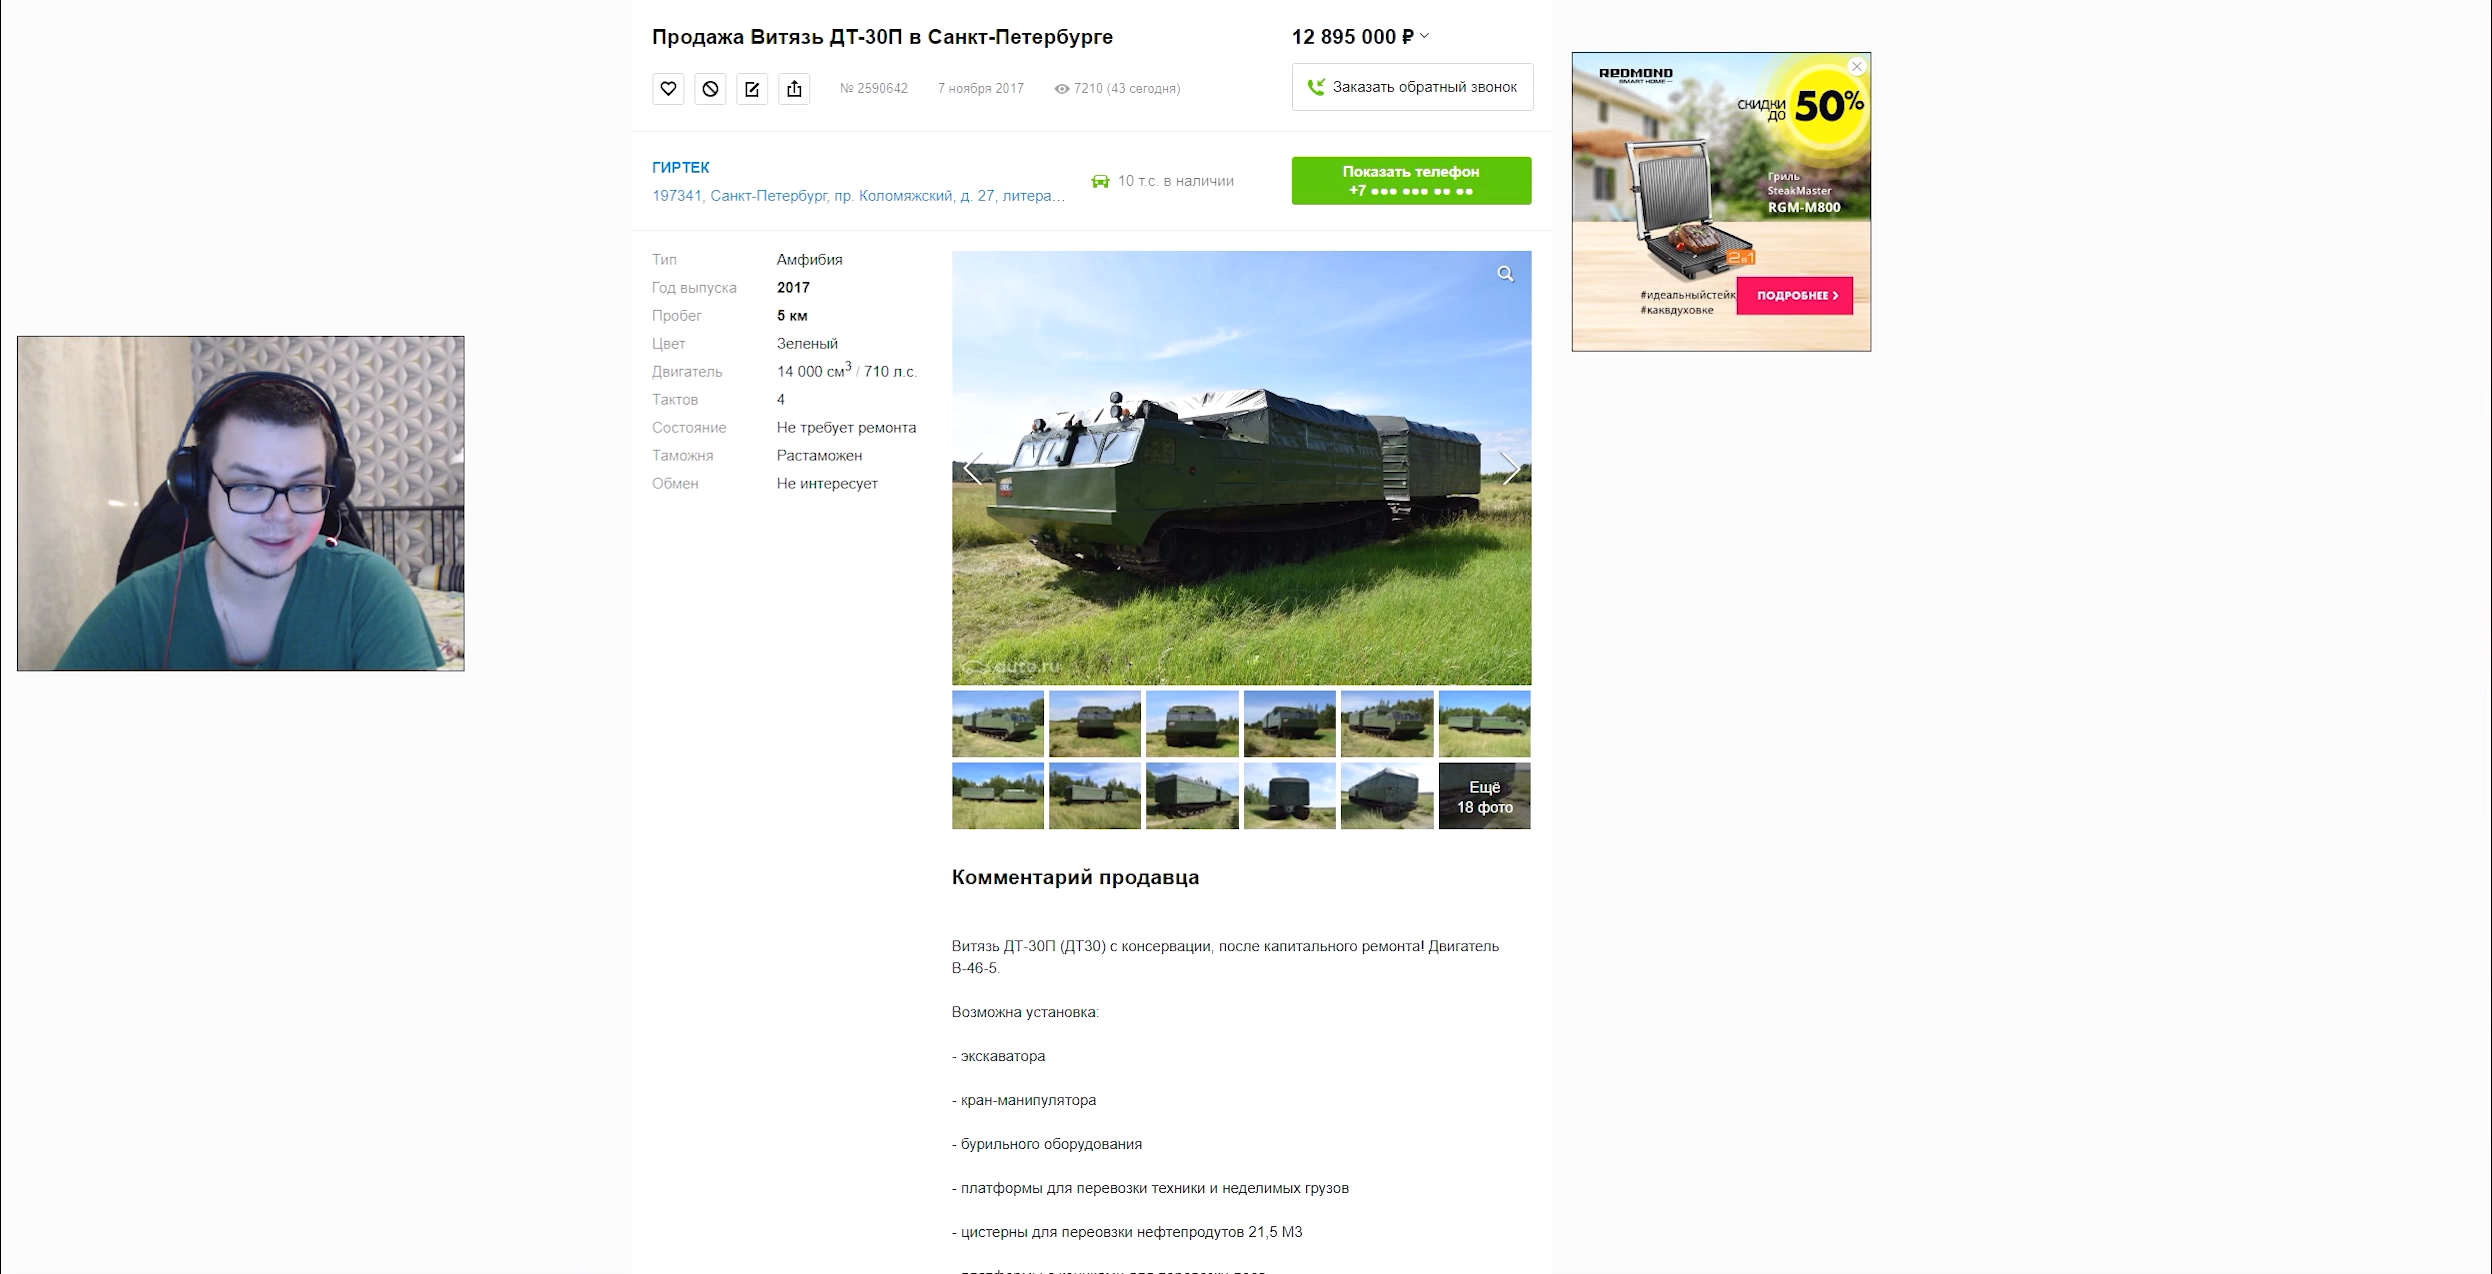 Продажа Витязь ДТ-30П в Санкт-Петербурге
12 895 000 ₽
№ 2590642 7 ноября 2017 7210 (43 сегодня)
Заказать обратный звонок
ГИРТЕК
197341, Санкт-Петербург, пр. Коломяжский, д. 27, литера...
10 т.с. в наличии
Показать телефон
+7 ●●● ●●● ●● ●●
Тип Амфибия
Год выпуска 2017
Пробег 5 км
Цвет Зеленый
Двигатель 14 000 см³ / 710 л.с.
Тактов 4
Состояние Не требует ремонта
Таможня Растаможен
Обмен Не интересует
auto.ru
Ещё
18 фото
Комментарий продавца
Витязь ДТ-30П (ДТ30) с консервации, после капитального ремонта! Двигатель
В-46-5.
Возможна установка:
- экскаватора
- кран-манипулятора
- бурильного оборудования
- платформы для перевозки техники и неделимых грузов
- цистерны для переовзки нефтепродутов 21,5 М3
REDMOND
SMART HOME
СКИДКИ
ДО
50%
Гриль
SteakMaster
RGM-M800
2в1
#идеальныйстейк
#каквдуховке
ПОДРОБНЕЕ